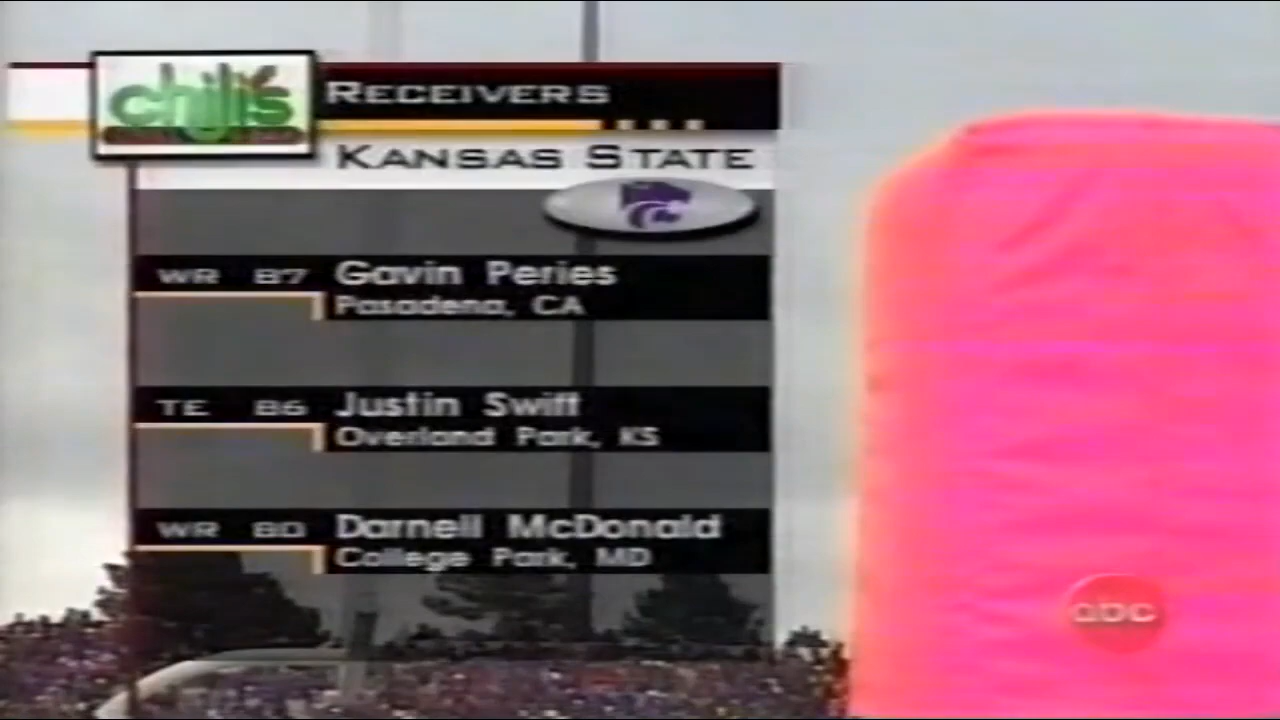 chili's
RECEIVERS
KANSAS STATE
WR 87 Gavin Peries
Pasadena, CA
TE 86 Justin Swift
Overland Park, KS
WR 80 Darnell McDonald
College Park, MD
abc